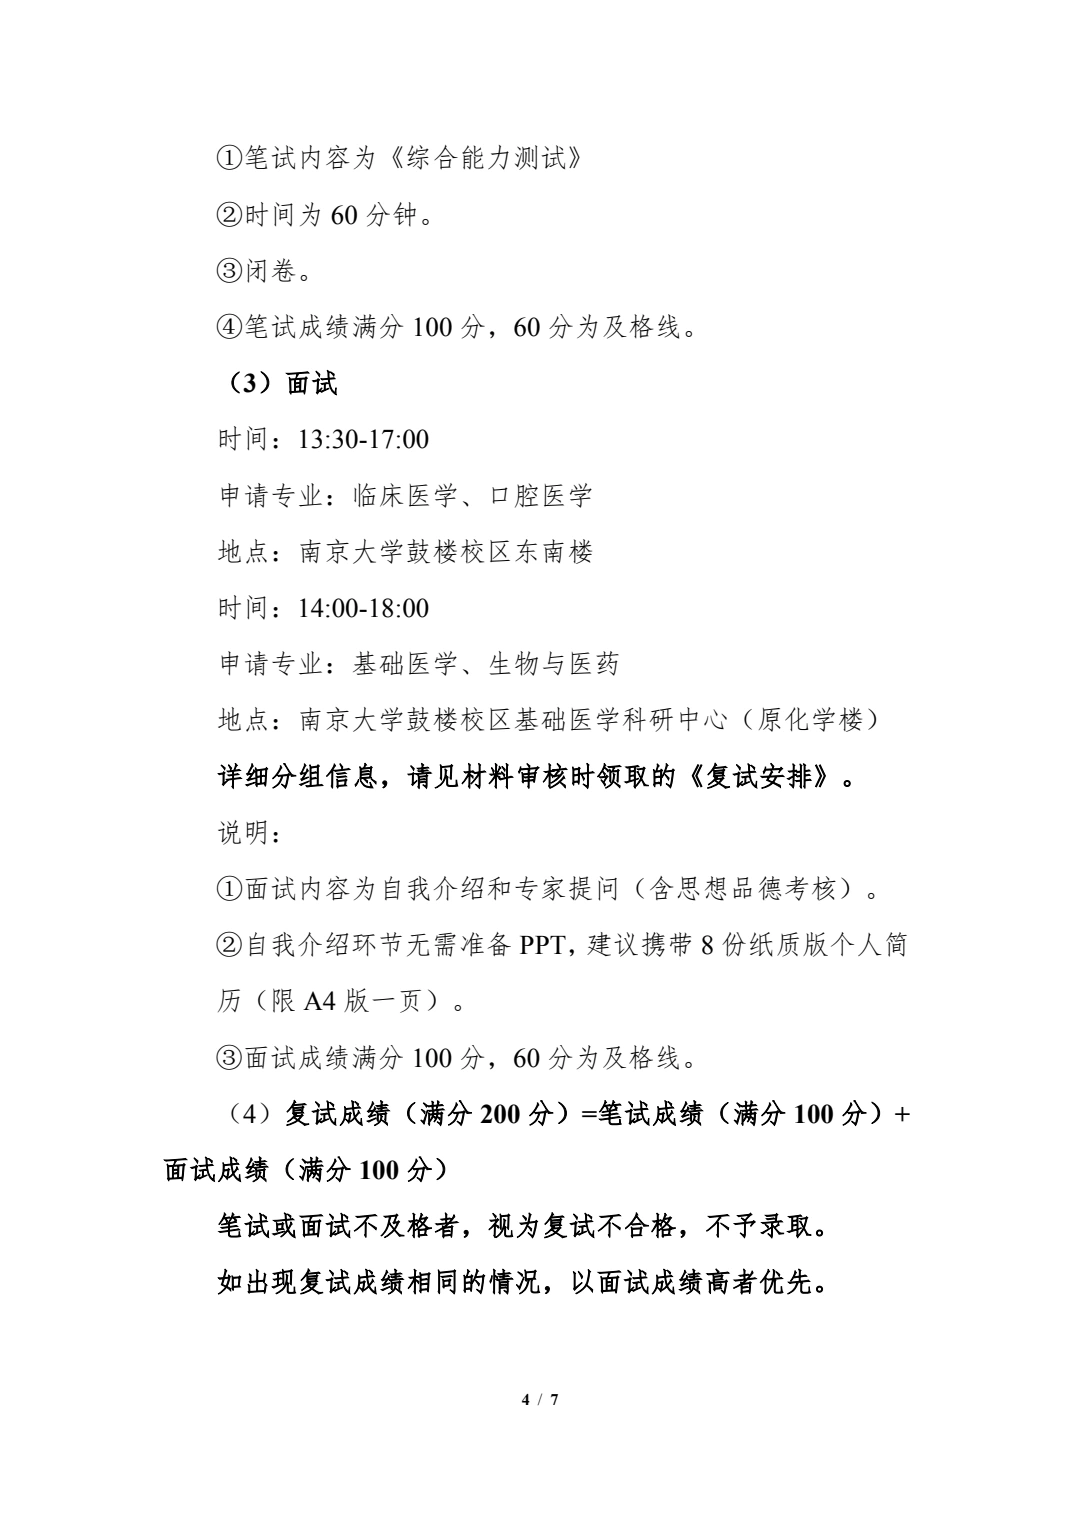 ①笔试内容为《综合能力测试》
②时间为 60 分钟。
③闭卷。
④笔试成绩满分 100 分，60 分为及格线。
（3）面试
时间：13:30-17:00
申请专业：临床医学、口腔医学
地点：南京大学鼓楼校区东南楼
时间：14:00-18:00
申请专业：基础医学、生物与医药
地点：南京大学鼓楼校区基础医学科研中心（原化学楼）
详细分组信息，请见材料审核时领取的《复试安排》。
说明：
①面试内容为自我介绍和专家提问（含思想品德考核）。
②自我介绍环节无需准备 PPT，建议携带 8 份纸质版个人简
历（限 A4 版一页）。
③面试成绩满分 100 分，60 分为及格线。
（4）复试成绩（满分 200 分）=笔试成绩（满分 100 分）+
面试成绩（满分 100 分）
笔试或面试不及格者，视为复试不合格，不予录取。
如出现复试成绩相同的情况，以面试成绩高者优先。
4 / 7